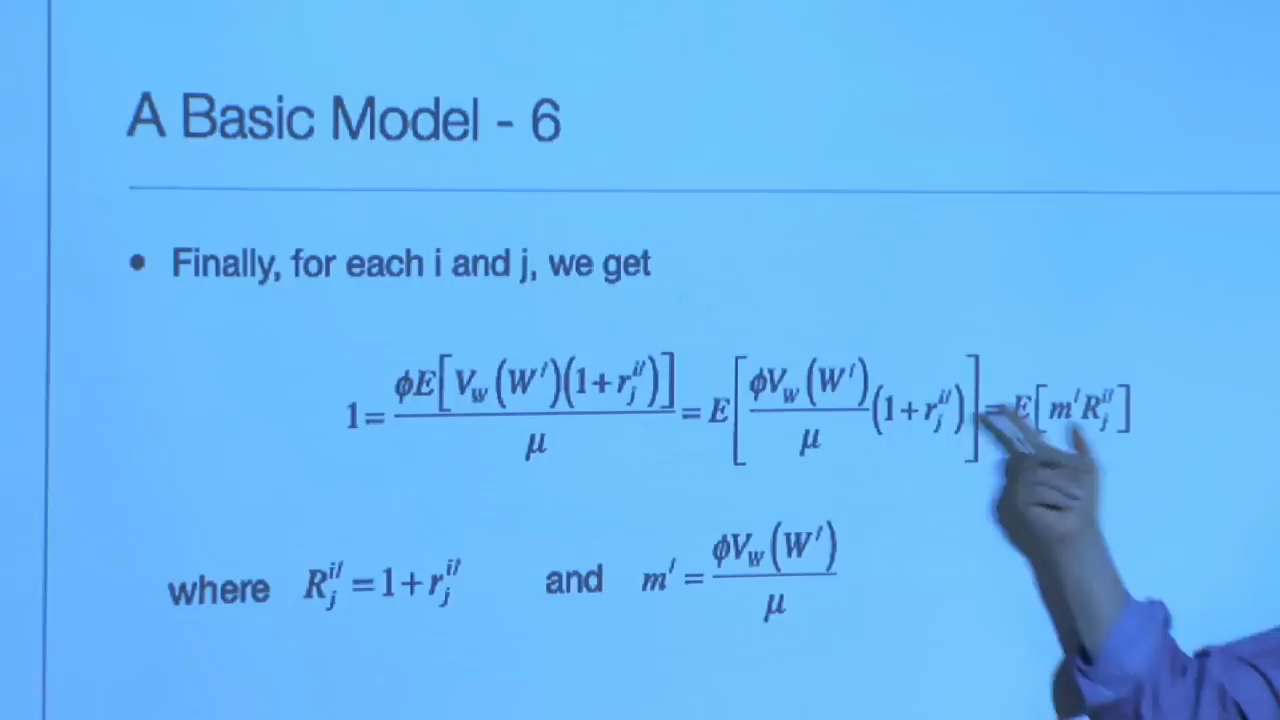 A Basic Model - 6
• Finally, for each i and j, we get
1 = ϕE[V_w(W′)(1+r_j^{i′})] / μ = E[ϕV_w(W′) / μ (1+r_j^{i′})] = E[m′R_j^{i′}]
where R_j^{i′} = 1+r_j^{i′} and m′ = ϕV_w(W′) / μ